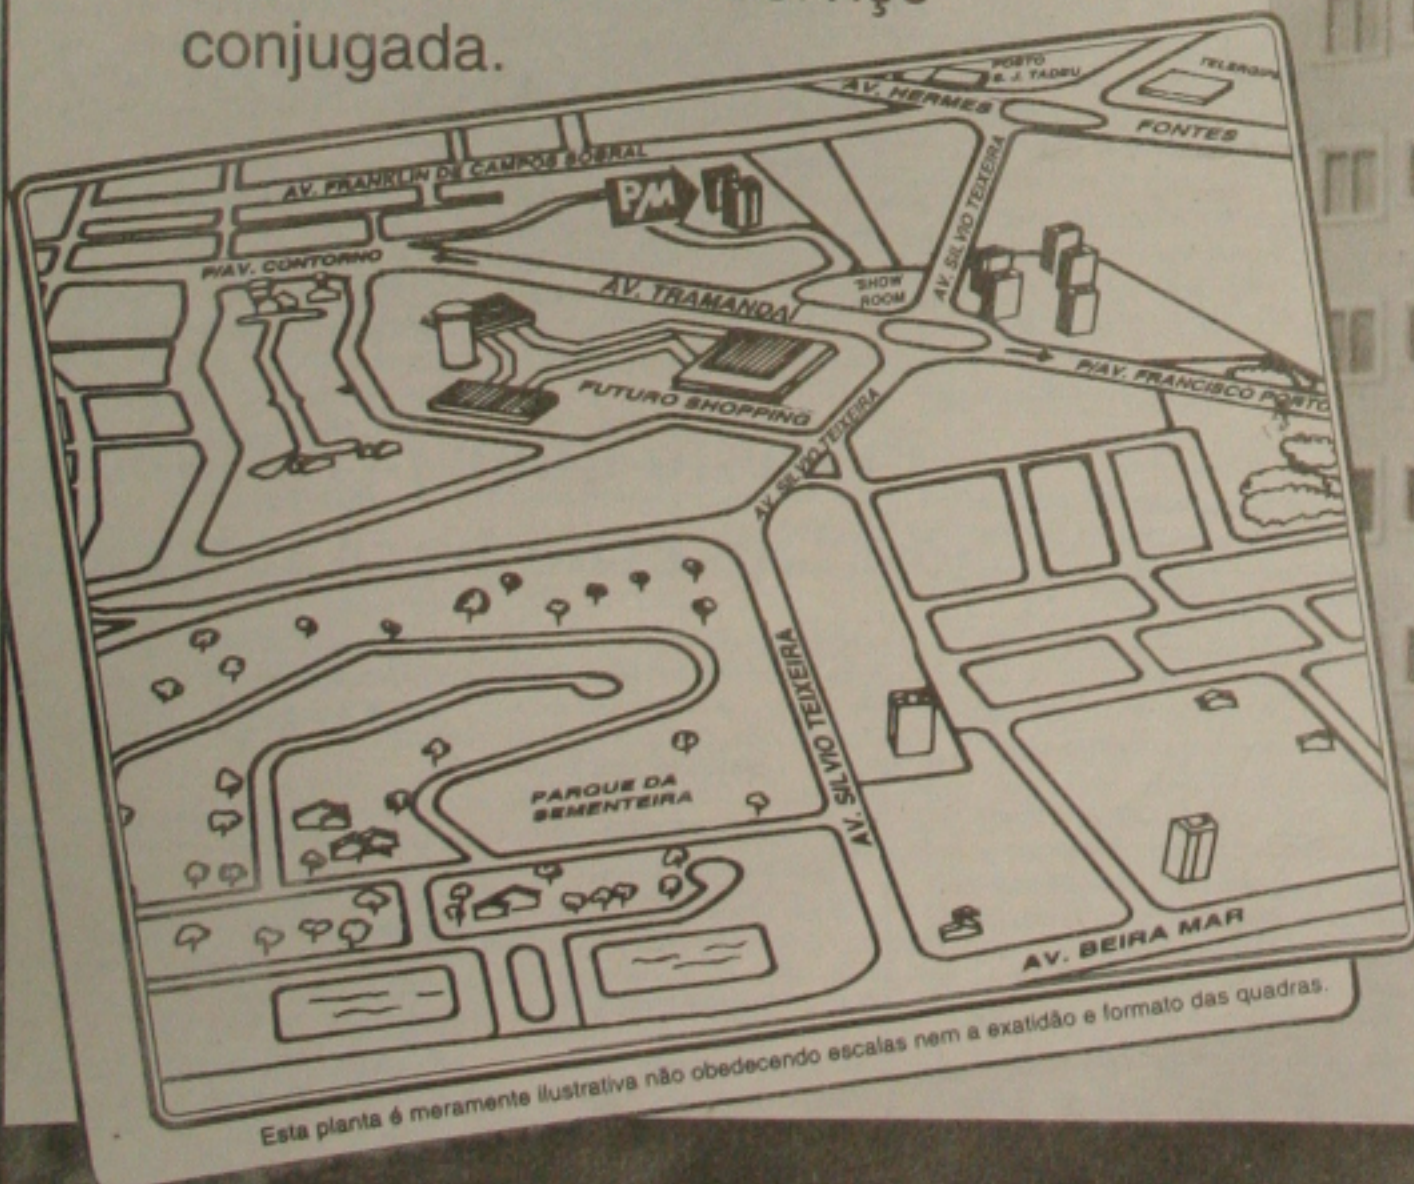 conjugada.
POSTO
S. J. TADEU
AV. HERMES
FONTES
AV. FRANKLIN DE CAMPOS SOBRAL
P/M
AV. SILVIO TEIXEIRA
P/AV. CONTORNO
AV. TRAMANDAÍ
SHOW
ROOM
FUTURO SHOPPING
P/AV. FRANCISCO PORTO
AV. SILVIO TEIXEIRA
AV. SILVIO TEIXEIRA
PARQUE DA
SEMENTEIRA
AV. BEIRA MAR
Esta planta é meramente ilustrativa não obedecendo escalas nem a exatidão e formato das quadras.